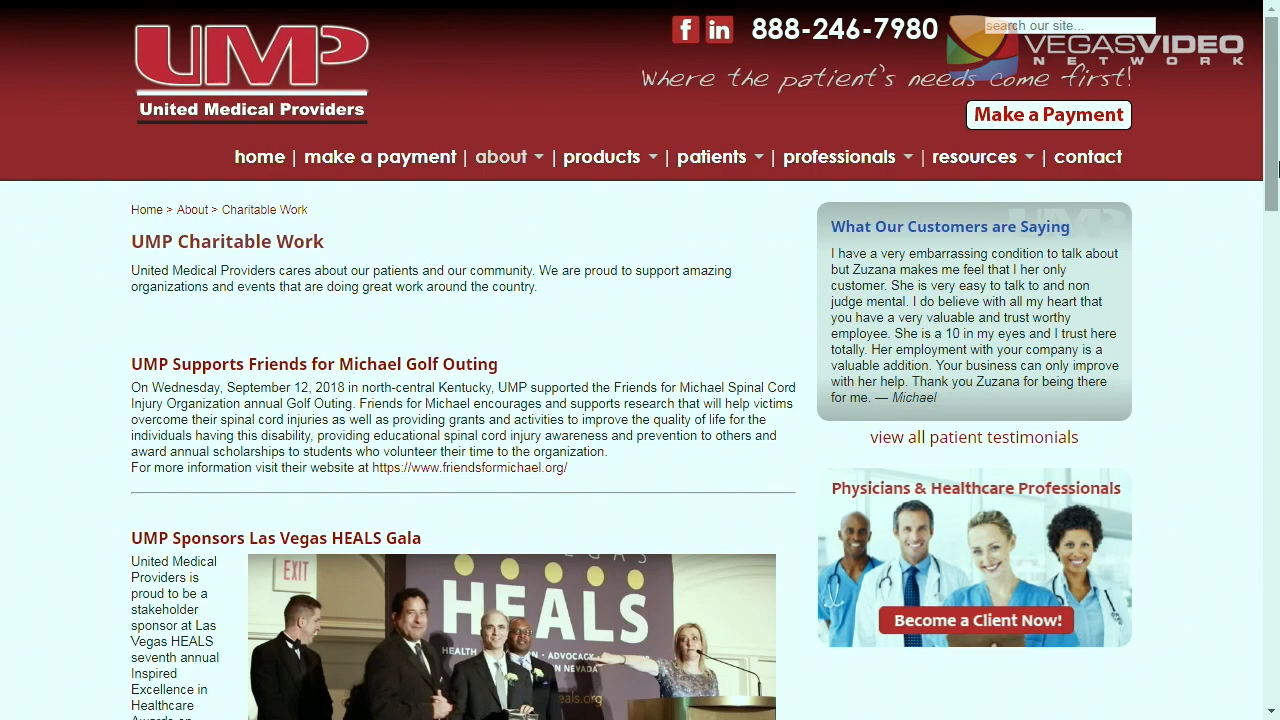 UMP
United Medical Providers
888-246-7980
search our site...
VEGASVIDEO
NETWORK
Where the patient's needs come first!
Make a Payment
home | make a payment | about | products | patients | professionals | resources | contact
Home > About > Charitable Work
UMP Charitable Work
United Medical Providers cares about our patients and our community. We are proud to support amazing
organizations and events that are doing great work around the country.
UMP Supports Friends for Michael Golf Outing
On Wednesday, September 12, 2018 in north-central Kentucky, UMP supported the Friends for Michael Spinal Cord
Injury Organization annual Golf Outing. Friends for Michael encourages and supports research that will help victims
overcome their spinal cord injuries as well as providing grants and activities to improve the quality of life for the
individuals having this disability, providing educational spinal cord injury awareness and prevention to others and
award annual scholarships to students who volunteer their time to the organization.
For more information visit their website at https://www.friendsformichael.org/
UMP Sponsors Las Vegas HEALS Gala
United Medical
Providers is
proud to be a
stakeholder
sponsor at Las
Vegas HEALS
seventh annual
Inspired
Excellence in
Healthcare
Awards on
EXIT
HEALS
What Our Customers are Saying
I have a very embarrassing condition to talk about
but Zuzana makes me feel that I her only
customer. She is very easy to talk to and non
judge mental. I do believe with all my heart that
you have a very valuable and trust worthy
employee. She is a 10 in my eyes and I trust here
totally. Her employment with your company is a
valuable addition. Your business can only improve
with her help. Thank you Zuzana for being there
for me. — Michael
view all patient testimonials
Physicians & Healthcare Professionals
Become a Client Now!